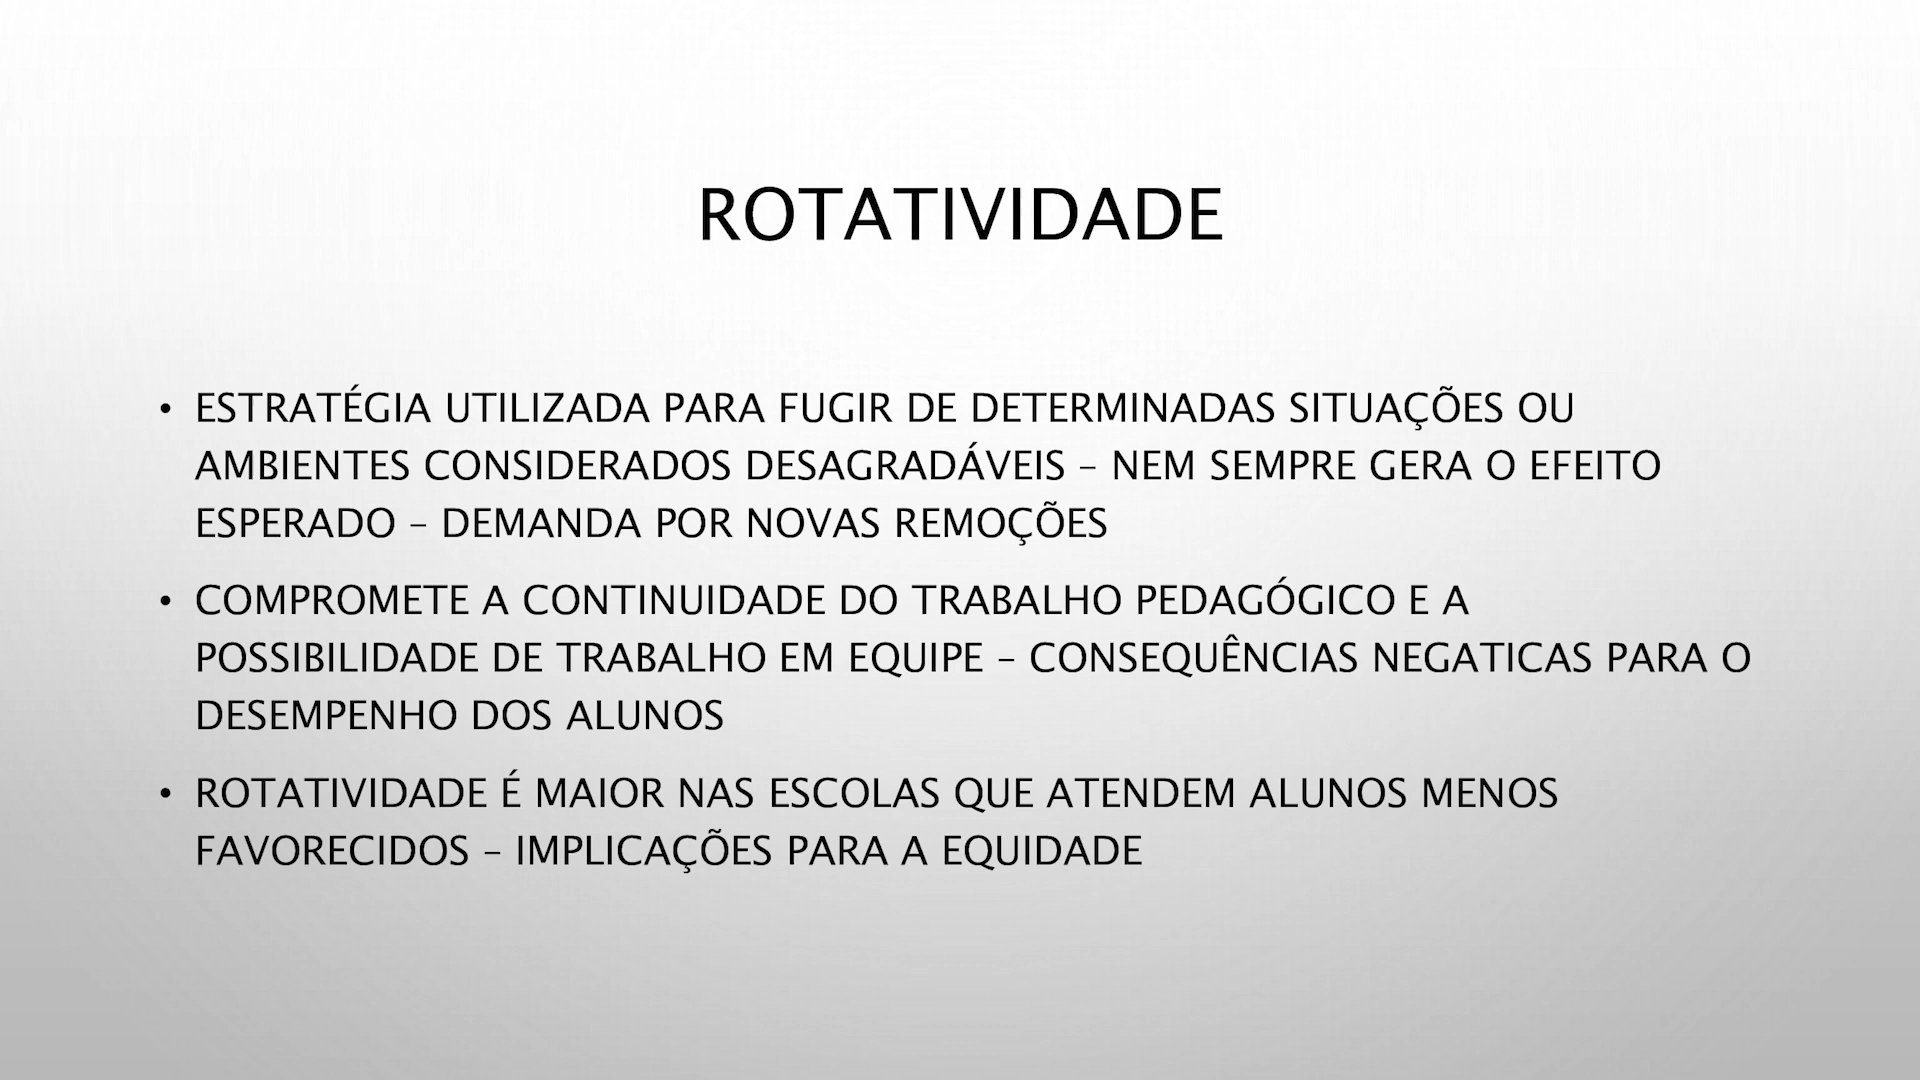 ROTATIVIDADE
• ESTRATÉGIA UTILIZADA PARA FUGIR DE DETERMINADAS SITUAÇÕES OU
AMBIENTES CONSIDERADOS DESAGRADÁVEIS – NEM SEMPRE GERA O EFEITO
ESPERADO – DEMANDA POR NOVAS REMOÇÕES
• COMPROMETE A CONTINUIDADE DO TRABALHO PEDAGÓGICO E A
POSSIBILIDADE DE TRABALHO EM EQUIPE – CONSEQUÊNCIAS NEGATICAS PARA O
DESEMPENHO DOS ALUNOS
• ROTATIVIDADE É MAIOR NAS ESCOLAS QUE ATENDEM ALUNOS MENOS
FAVORECIDOS – IMPLICAÇÕES PARA A EQUIDADE